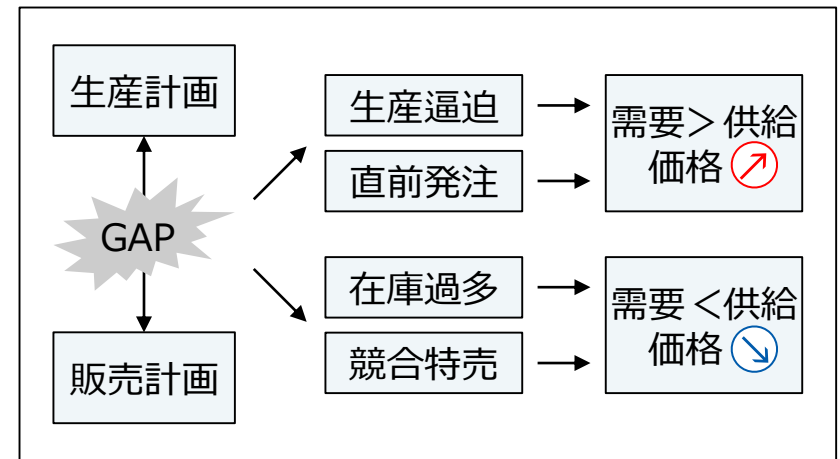 生産計画
GAP
販売計画
生産逼迫
直前発注
需要＞供給
価格
在庫過多
競合特売
需要＜供給
価格